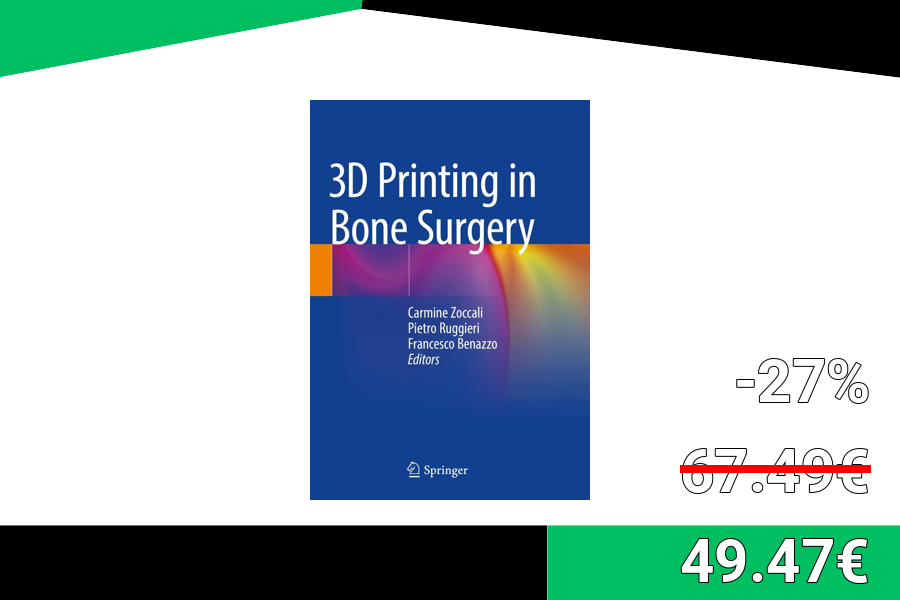 3D Printing in
Bone Surgery
Carmine Zoccali
Pietro Ruggieri
Francesco Benazzo
Editors
Springer
-27%
67.49€
49.47€